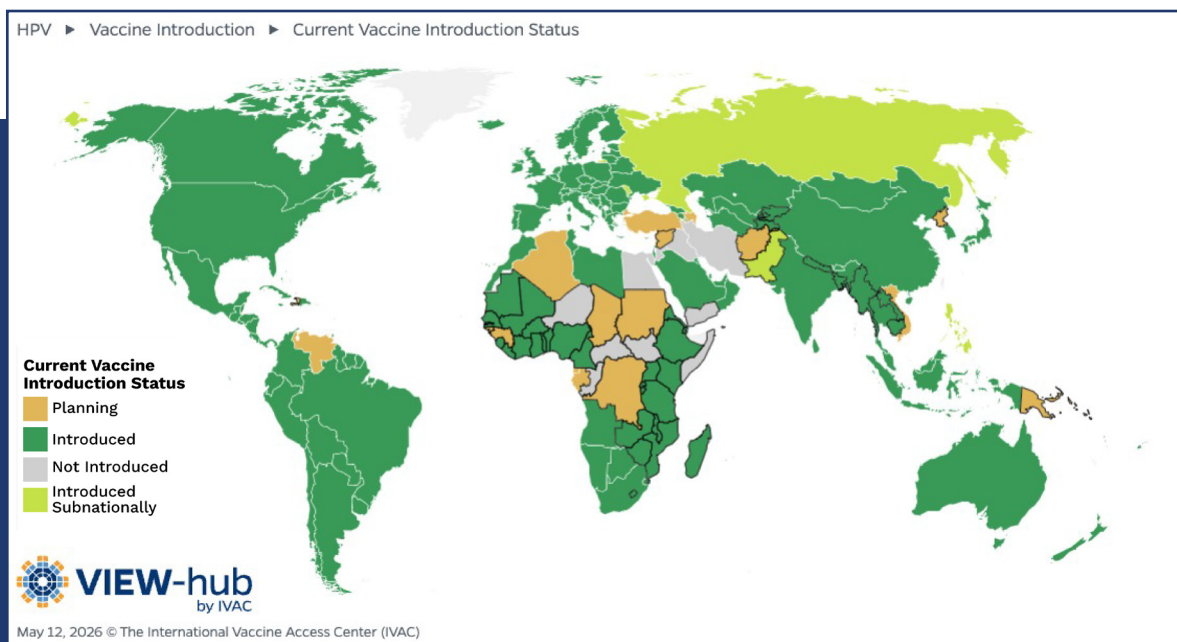 HPV ▶ Vaccine Introduction ▶ Current Vaccine Introduction Status
Current Vaccine
Introduction Status
Planning
Introduced
Not Introduced
Introduced
Subnationally
VIEW-hub
by IVAC
May 12, 2026 © The International Vaccine Access Center (IVAC)